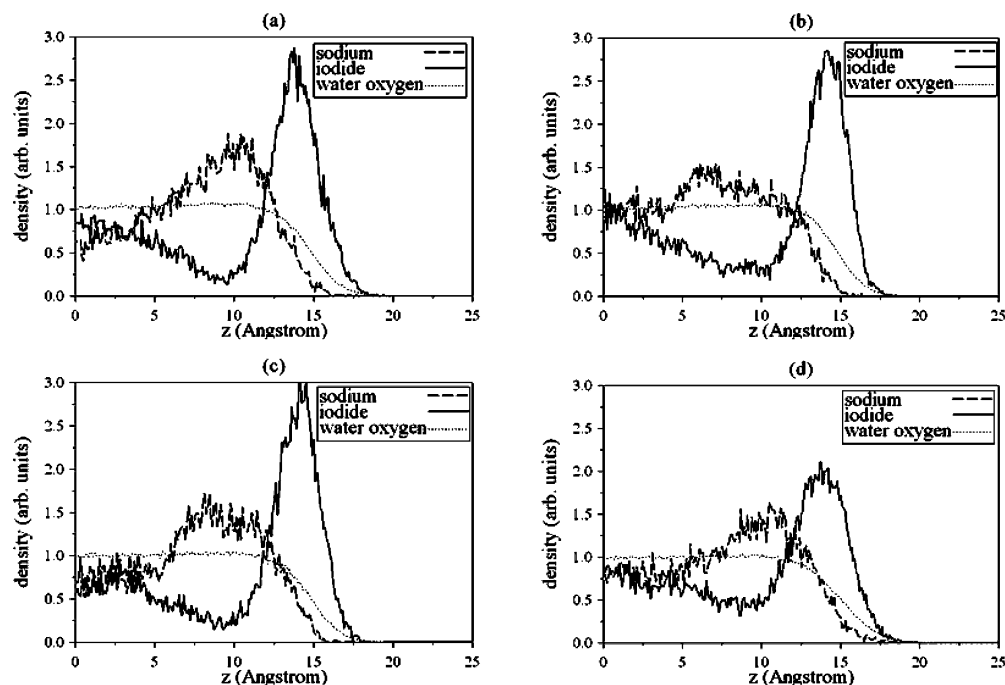 (a)
density (arb. units)
3.0
2.5
2.0
1.5
1.0
0.5
0.0
sodium
iodide
water oxygen
0 5 10 15 20 25
z (Angstrom)
(b)
density (arb. units)
3.0
2.5
2.0
1.5
1.0
0.5
0.0
sodium
iodide
water oxygen
0 5 10 15 20 25
z (Angstrom)
(c)
density (arb. units)
3.0
2.5
2.0
1.5
1.0
0.5
0.0
sodium
iodide
water oxygen
0 5 10 15 20 25
z (Angstrom)
(d)
density (arb. units)
3.0
2.5
2.0
1.5
1.0
0.5
0.0
sodium
iodide
water oxygen
0 5 10 15 20 25
z (Angstrom)